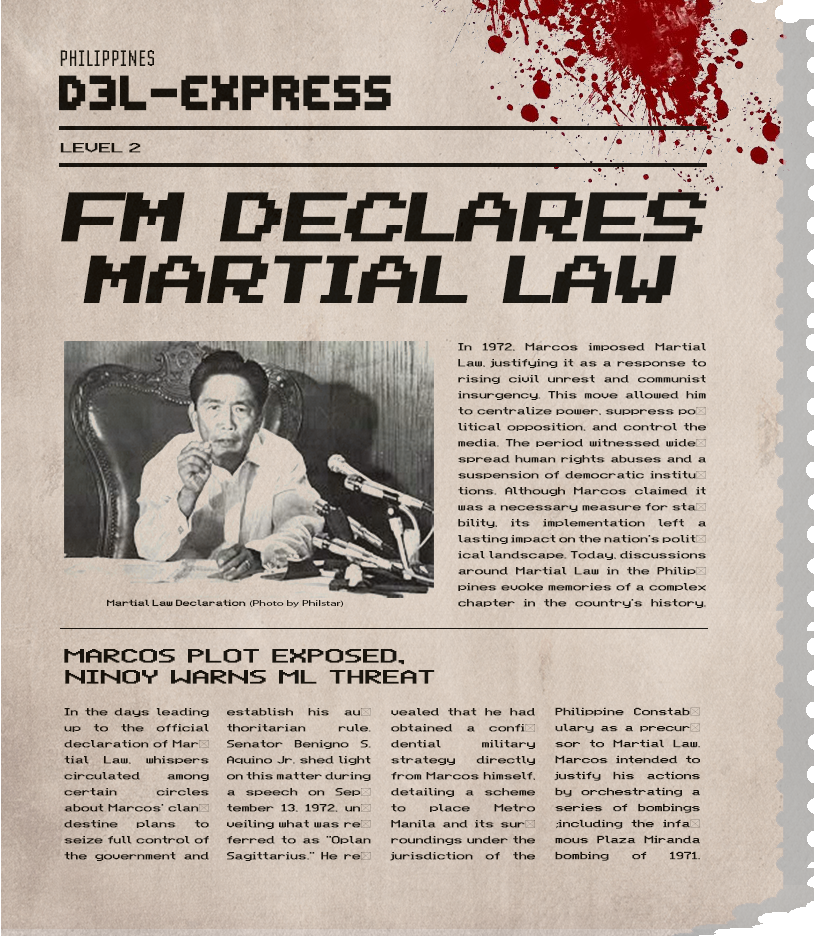 PHILIPPINES
D3L-EXPRESS
LEVEL 2
FM DECLARES
MARTIAL LAW
In 1972, Marcos imposed Martial
Law, justifying it as a response to
rising civil unrest and communist
insurgency. This move allowed him
to centralize power, suppress po☒
litical opposition, and control the
media. The period witnessed wide☒
spread human rights abuses and a
suspension of democratic institu☒
tions. Although Marcos claimed it
was a necessary measure for sta☒
bility, its implementation left a
lasting impact on the nation's polit☒
ical landscape. Today, discussions
around Martial Law in the Philip☒
pines evoke memories of a complex
chapter in the country's history.
Martial Law Declaration (Photo by Philstar)
MARCOS PLOT EXPOSED,
NINOY WARNS ML THREAT
In the days leading
up to the official
declaration of Mar☒
tial Law, whispers
circulated among
certain circles
about Marcos' clan☒
destine plans to
seize full control of
the government and
establish his au☒
thoritarian rule.
Senator Benigno S.
Aquino Jr. shed light
on this matter during
a speech on Sep☒
tember 13, 1972, un☒
veiling what was re☒
ferred to as "Oplan
Sagittarius." He re☒
vealed that he had
obtained a confi☒
dential military
strategy directly
from Marcos himself,
detailing a scheme
to place Metro
Manila and its sur☒
roundings under the
jurisdiction of the
Philippine Constab☒
ulary as a precur☒
sor to Martial Law.
Marcos intended to
justify his actions
by orchestrating a
series of bombings
;including the infa☒
mous Plaza Miranda
bombing of 1971.